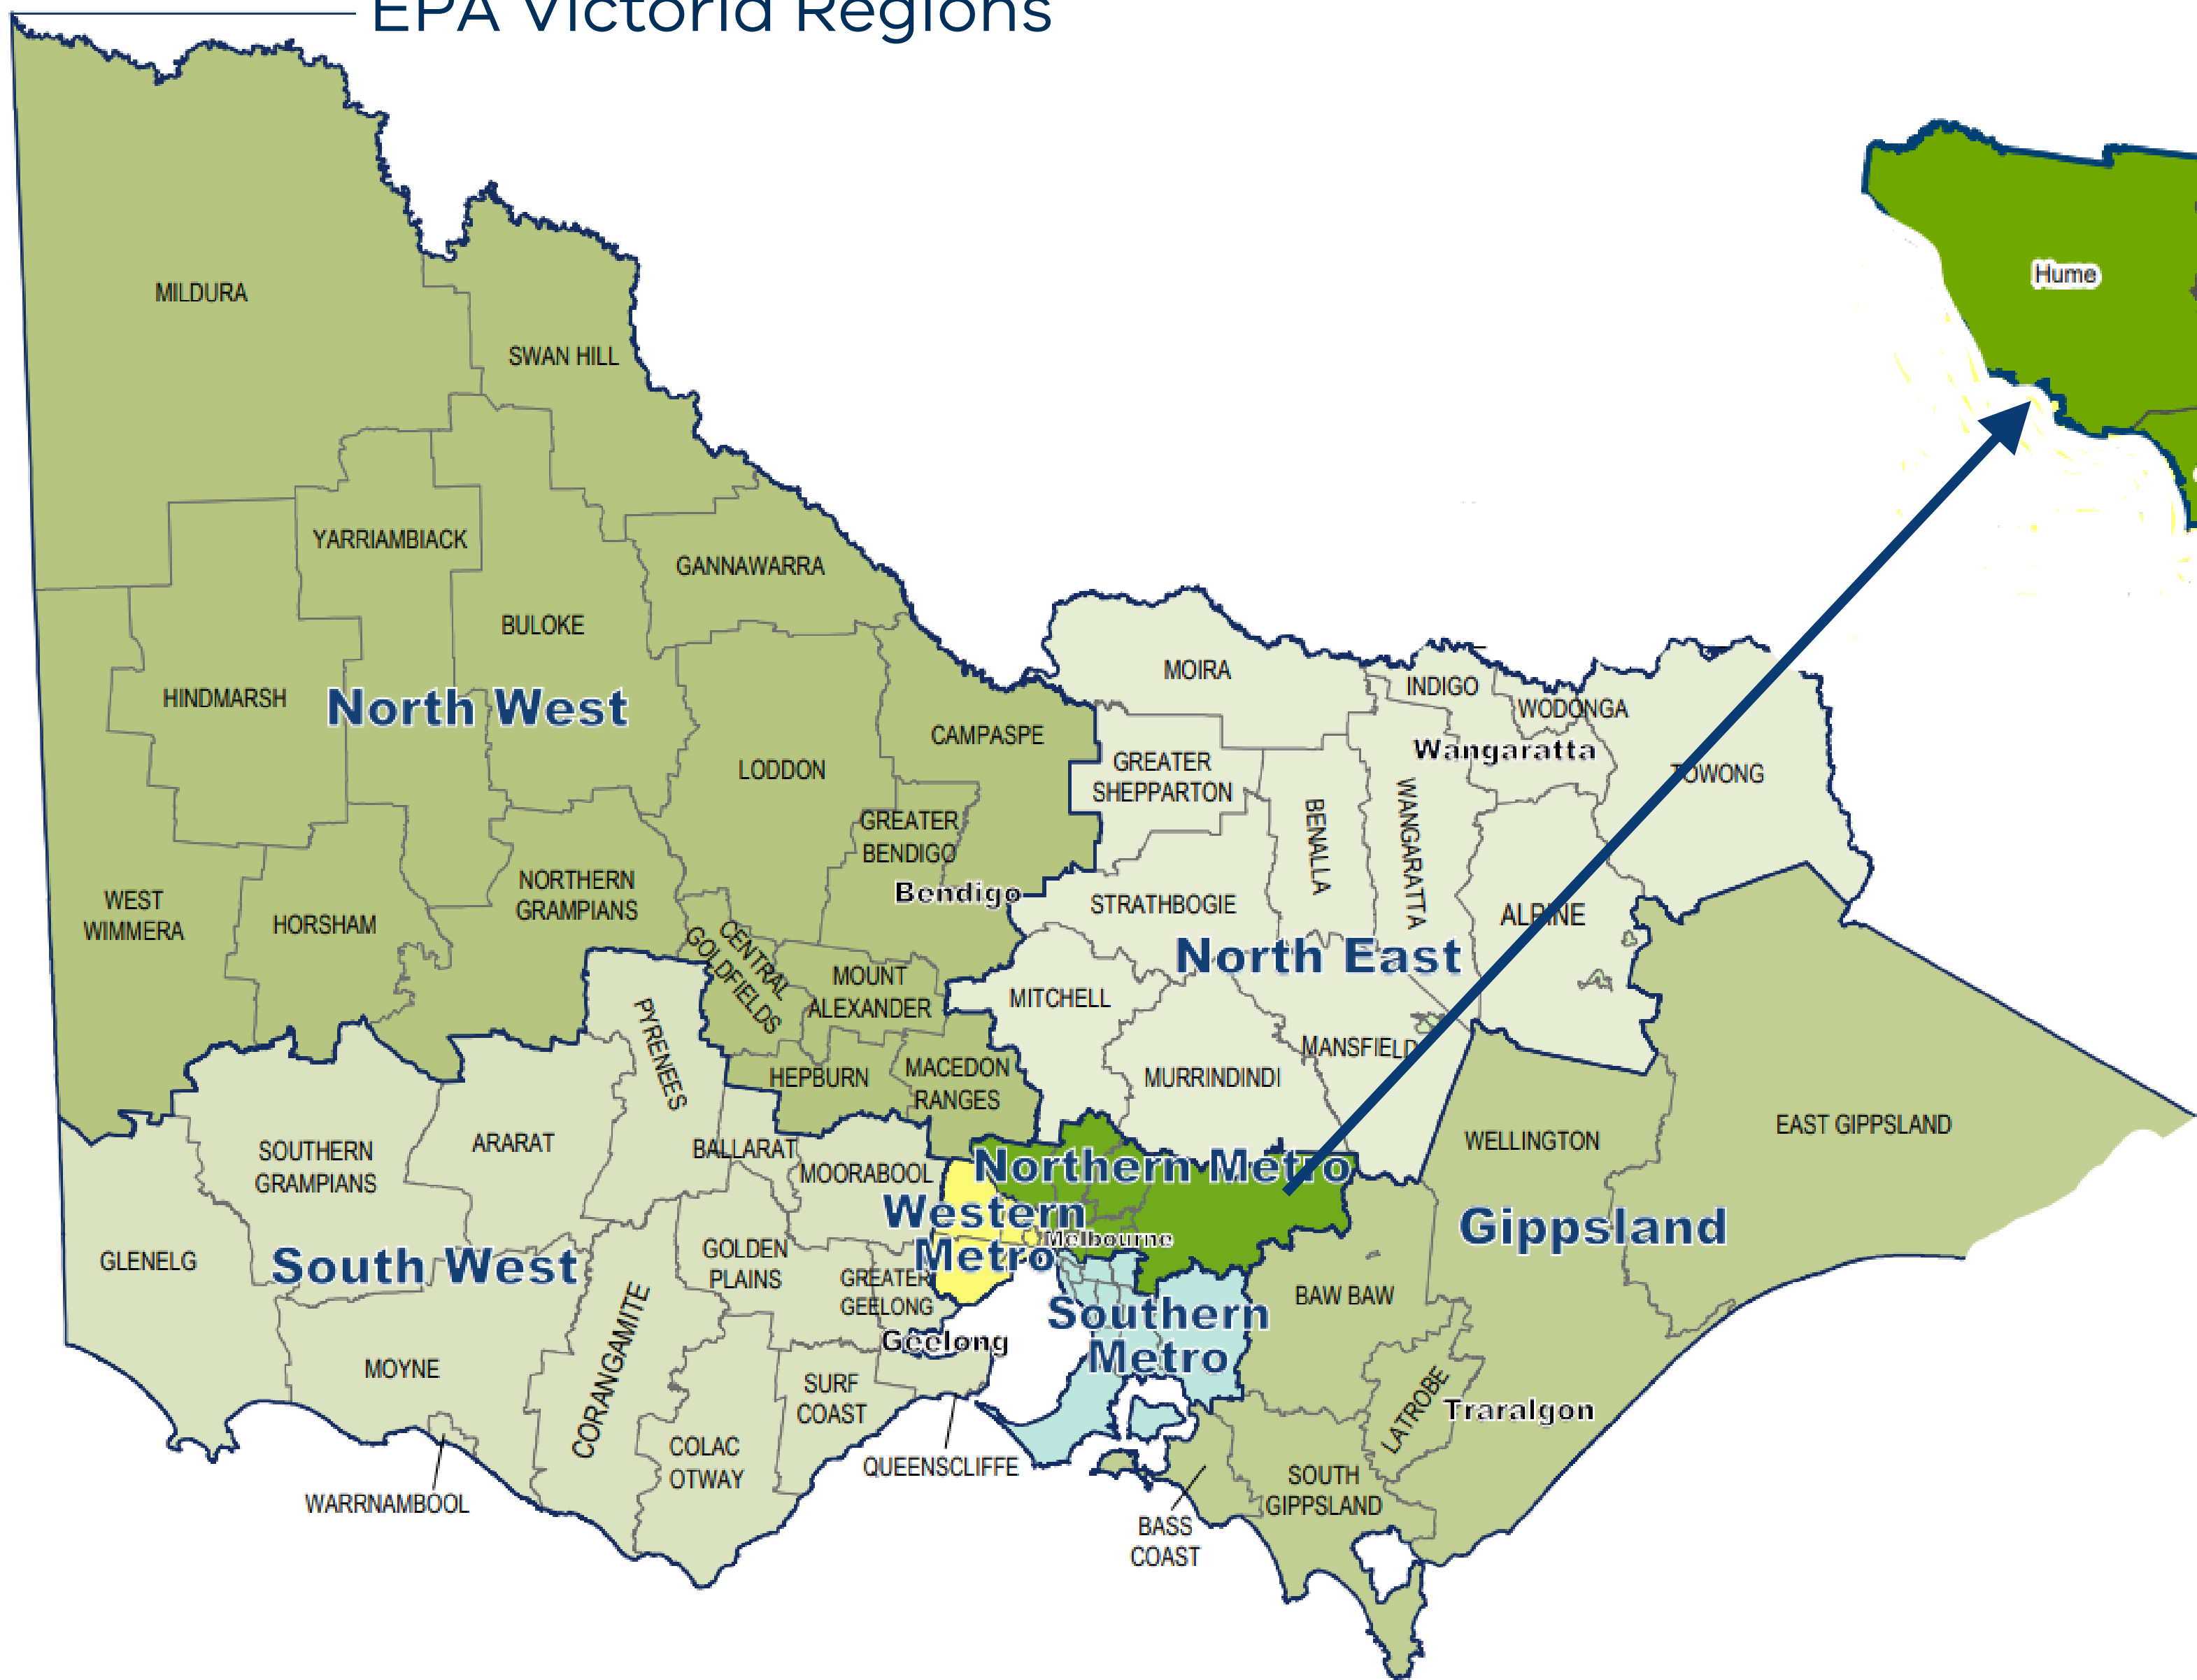 EPA Victoria Regions
MILDURA
Hume
SWAN HILL
YARRIAMBIACK
GANNAWARRA
BULOKE
HINDMARSH
North West
MOIRA
INDIGO
WODONGA
CAMPASPE
Wangaratta
LODDON
GREATER
SHEPPARTON
TOWONG
BENALLA
WANGARATTA
GREATER
BENDIGO
Bendigo
NORTHERN
GRAMPIANS
WEST
WIMMERA
HORSHAM
STRATHBOGIE
ALPINE
North East
CENTRAL
GOLDFIELDS
MOUNT
ALEXANDER
MITCHELL
PYRENEES
MANSFIELD
HEPBURN
MACEDON
RANGES
MURRINDINDI
EAST GIPPSLAND
WELLINGTON
SOUTHERN
GRAMPIANS
ARARAT
BALLARAT
MOORABOOL
Northern Metro
Western
Metro
Melbourne
Gippsland
GLENELG
South West
GOLDEN
PLAINS
GREATER
GEELONG
Geelong
Southern
Metro
BAW BAW
MOYNE
CORANGAMITE
SURF
COAST
LATROBE
Traralgon
COLAC
OTWAY
QUEENSCLIFFE
WARRNAMBOOL
SOUTH
GIPPSLAND
BASS
COAST